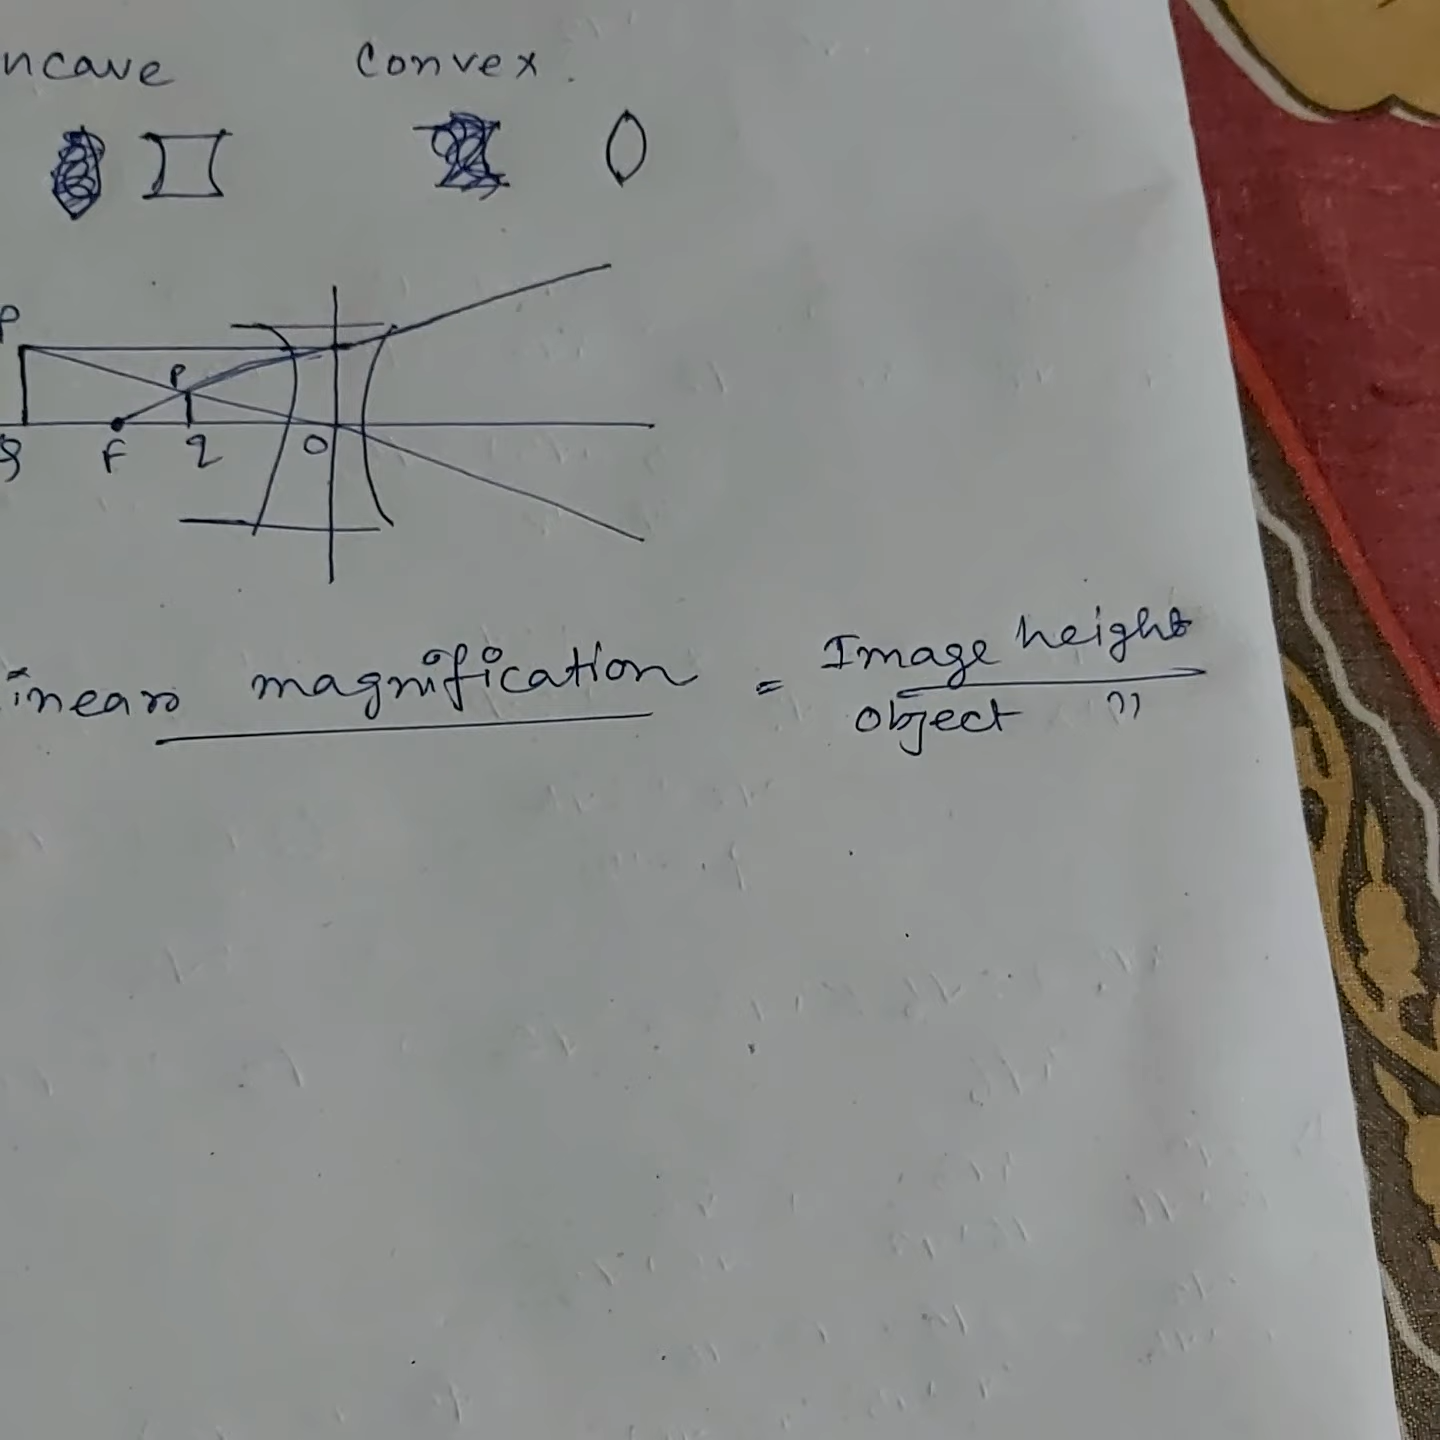 ncave Convex
P
P
F q O
inear magnification = Image height
object "